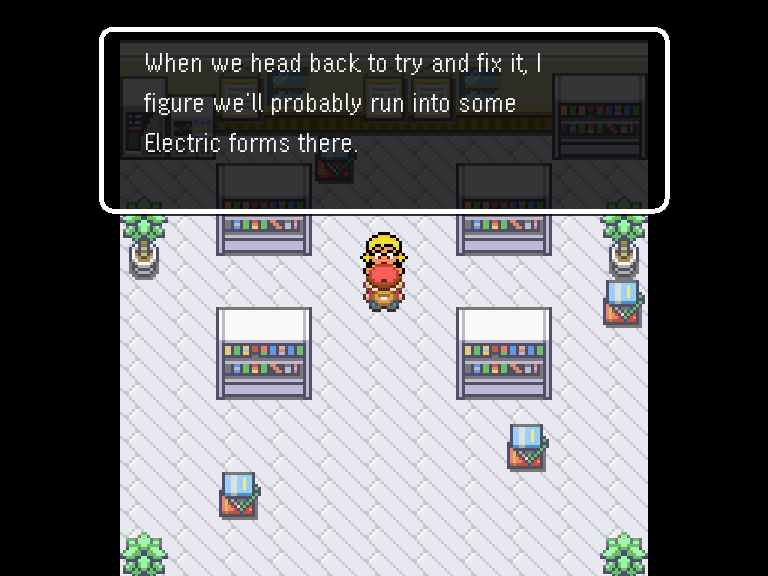 When we head back to try and fix it, I
figure we'll probably run into some
Electric forms there.